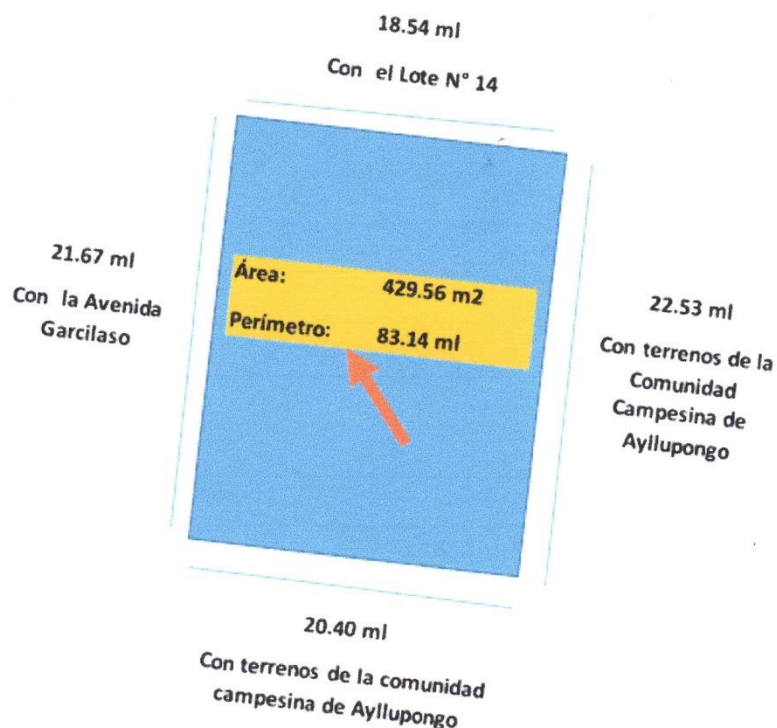 18.54 ml
Con el Lote N° 14
21.67 ml
Con la Avenida
Garcilaso
Área: 429.56 m2
Perímetro: 83.14 ml
22.53 ml
Con terrenos de la
Comunidad
Campesina de
Ayllupongo
20.40 ml
Con terrenos de la comunidad
campesina de Ayllupongo